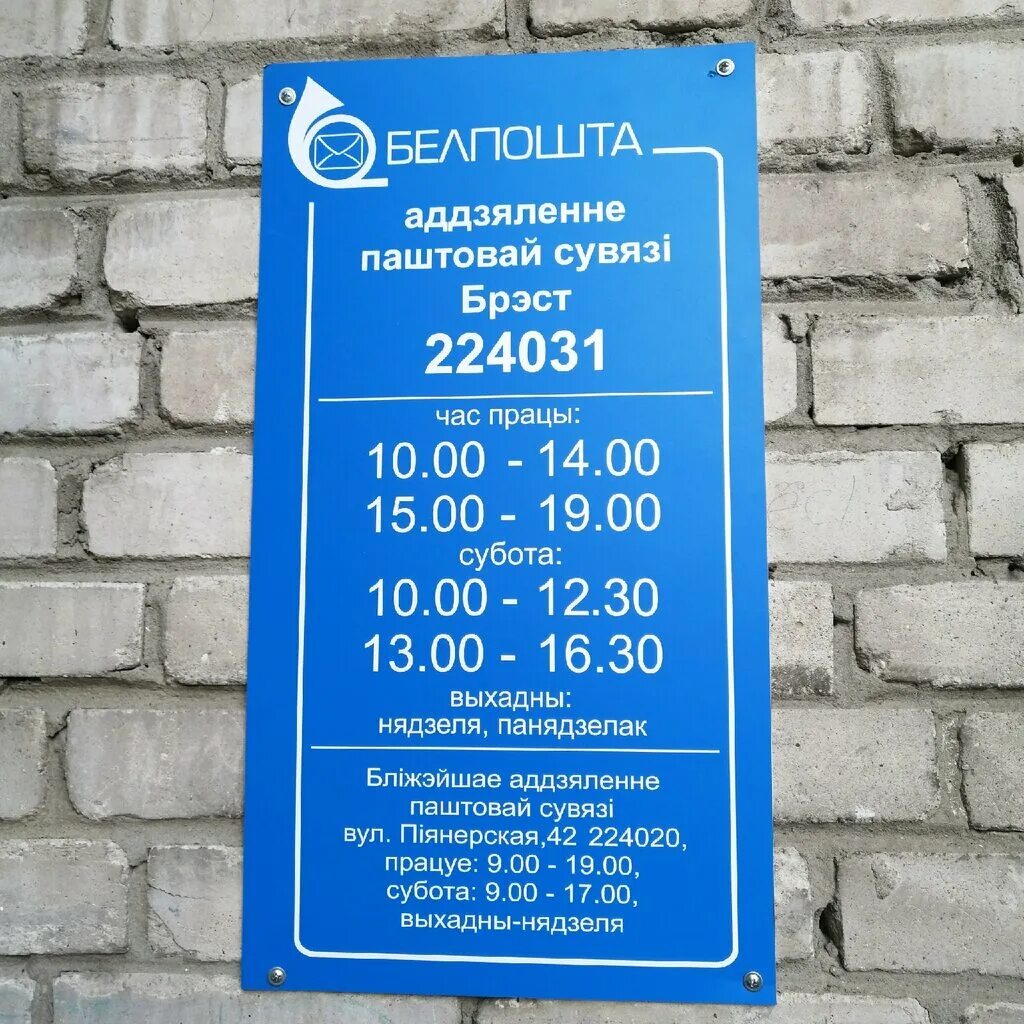 БЕЛПОШТА
аддзяленне
паштовай сувязі
Брэст
224031
час працы:
10.00 - 14.00
15.00 - 19.00
субота:
10.00 - 12.30
13.00 - 16.30
выхадны:
нядзеля, панядзелак
Бліжэйшае аддзяленне
паштовай сувязі
вул. Піянерская,42 224020,
працуе: 9.00 - 19.00,
субота: 9.00 - 17.00,
выхадны-нядзеля